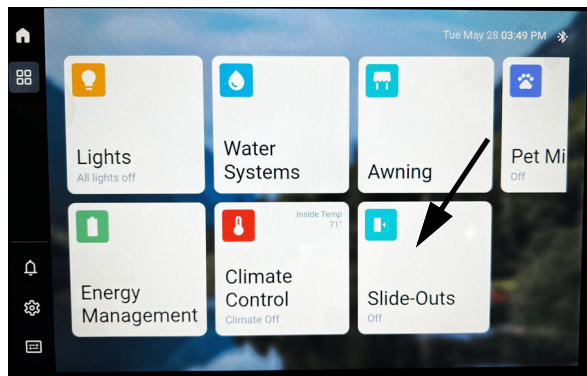 Tue May 28 03:49 PM
Lights
All lights off
Water
Systems
Awning
Pet Mi
Off
Energy
Management
Inside Temp
71°
Climate
Control
Climate Off
Slide-Outs
Off